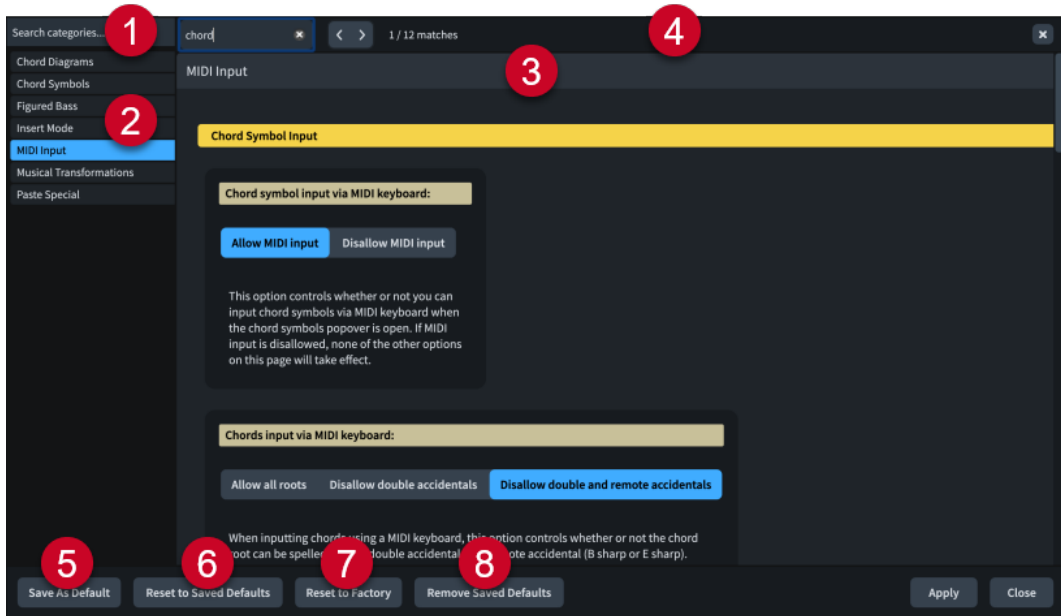 Search categories...
1
chord
1 / 12 matches
4
Chord Diagrams
Chord Symbols
Figured Bass
Insert Mode
MIDI Input
Musical Transformations
Paste Special
2
MIDI Input
3
Chord Symbol Input
Chord symbol input via MIDI keyboard:
Allow MIDI input
Disallow MIDI input
This option controls whether or not you can
input chord symbols via MIDI keyboard when
the chord symbols popover is open. If MIDI
input is disallowed, none of the other options
on this page will take effect.
Chords input via MIDI keyboard:
Allow all roots
Disallow double accidentals
Disallow double and remote accidentals
When inputting chords using a MIDI keyboard, this option controls whether or not the chord
root can be spelled double accidental remote accidental (B sharp or E sharp).
5
6
7
8
Save As Default
Reset to Saved Defaults
Reset to Factory
Remove Saved Defaults
Apply
Close